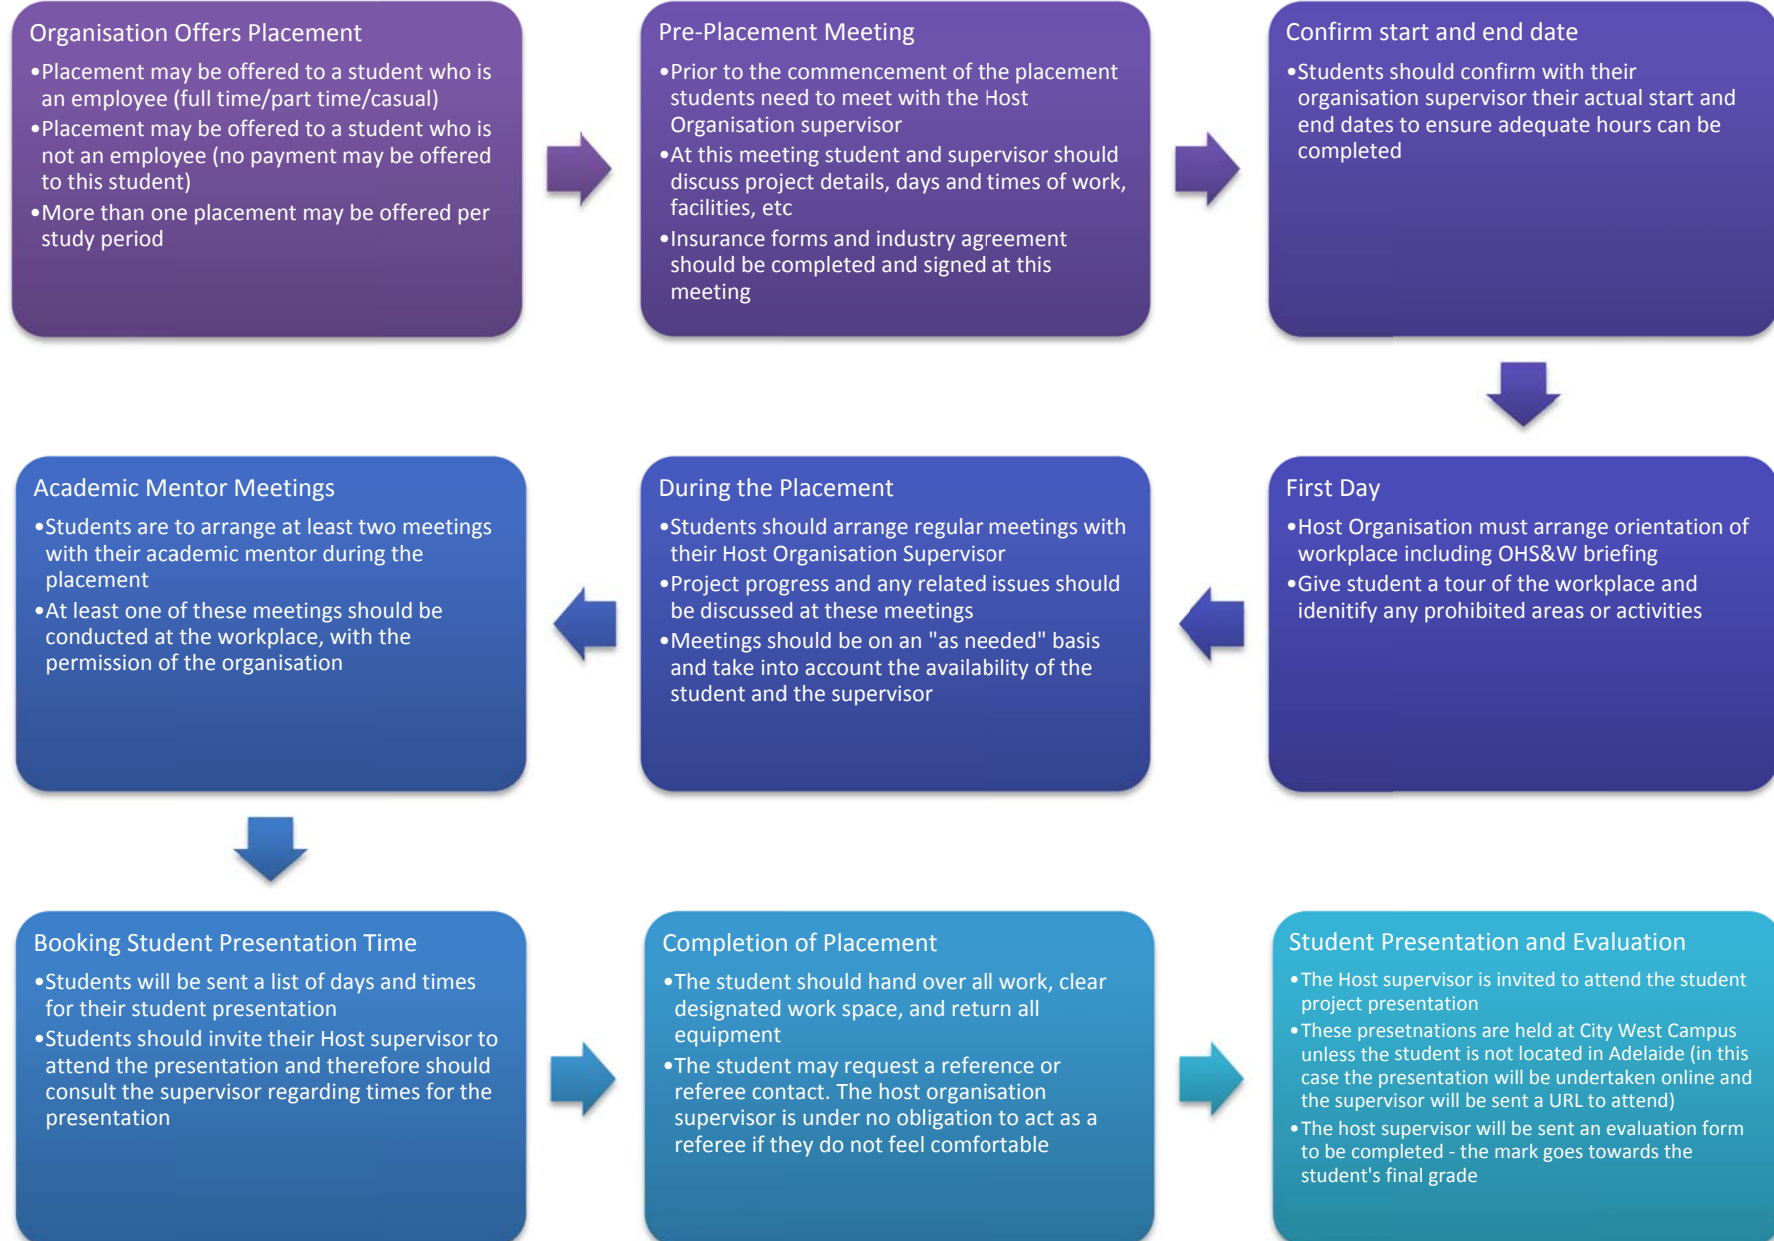 Organisation Offers Placement
•Placement may be offered to a student who is
an employee (full time/part time/casual)
•Placement may be offered to a student who is
not an employee (no payment may be offered
to this student)
•More than one placement may be offered per
study period
Pre-Placement Meeting
•Prior to the commencement of the placement
students need to meet with the Host
Organisation supervisor
•At this meeting student and supervisor should
discuss project details, days and times of work,
facilities, etc
•Insurance forms and industry agreement
should be completed and signed at this
meeting
Confirm start and end date
•Students should confirm with their
organisation supervisor their actual start and
end dates to ensure adequate hours can be
completed
First Day
•Host Organisation must arrange orientation of
workplace including OHS&W briefing
•Give student a tour of the workplace and
idenitify any prohibited areas or activities
During the Placement
•Students should arrange regular meetings with
their Host Organisation Supervisor
•Project progress and any related issues should
be discussed at these meetings
•Meetings should be on an "as needed" basis
and take into account the availability of the
student and the supervisor
Academic Mentor Meetings
•Students are to arrange at least two meetings
with their academic mentor during the
placement
•At least one of these meetings should be
conducted at the workplace, with the
permission of the organisation
Booking Student Presentation Time
•Students will be sent a list of days and times
for their student presentation
•Students should invite their Host supervisor to
attend the presentation and therefore should
consult the supervisor regarding times for the
presentation
Completion of Placement
•The student should hand over all work, clear
designated work space, and return all
equipment
•The student may request a reference or
referee contact. The host organisation
supervisor is under no obligation to act as a
referee if they do not feel comfortable
Student Presentation and Evaluation
•The Host supervisor is invited to attend the student
project presentation
•These presetnations are held at City West Campus
unless the student is not located in Adelaide (in this
case the presentation will be undertaken online and
the supervisor will be sent a URL to attend)
•The host supervisor will be sent an evaluation form
to be completed - the mark goes towards the
student's final grade